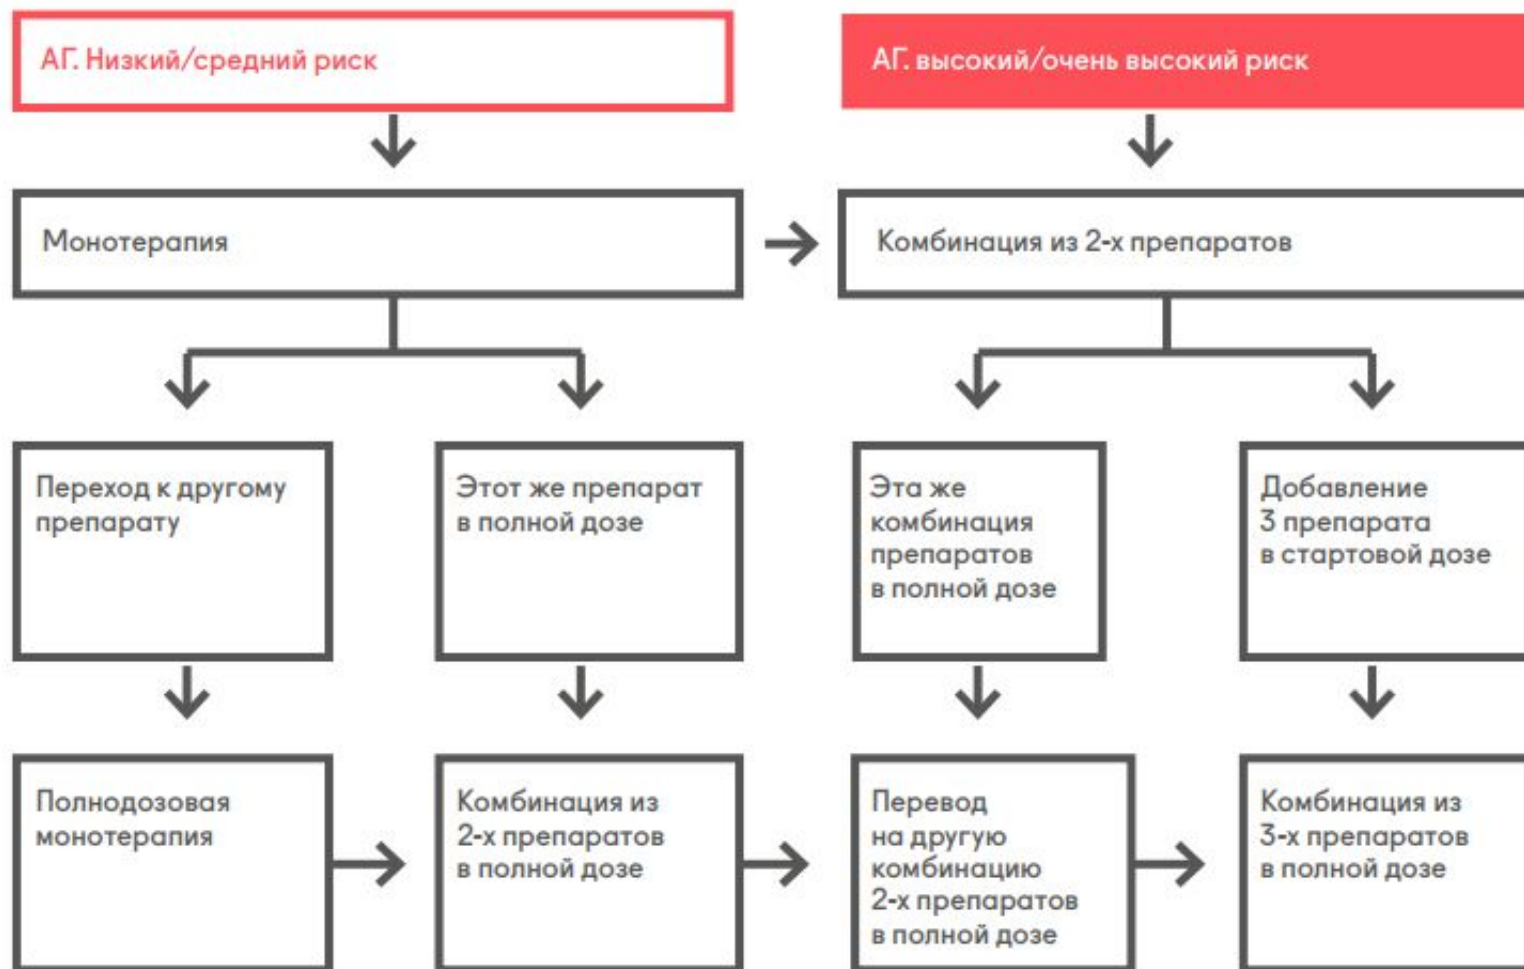 АГ. Низкий/средний риск
АГ. высокий/очень высокий риск
Монотерапия
Комбинация из 2-х препаратов
Переход к другому
препарату
Этот же препарат
в полной дозе
Эта же
комбинация
препаратов
в полной дозе
Добавление
3 препарата
в стартовой дозе
Полнодозовая
монотерапия
Комбинация из
2-х препаратов
в полной дозе
Перевод
на другую
комбинацию
2-х препаратов
в полной дозе
Комбинация из
3-х препаратов
в полной дозе